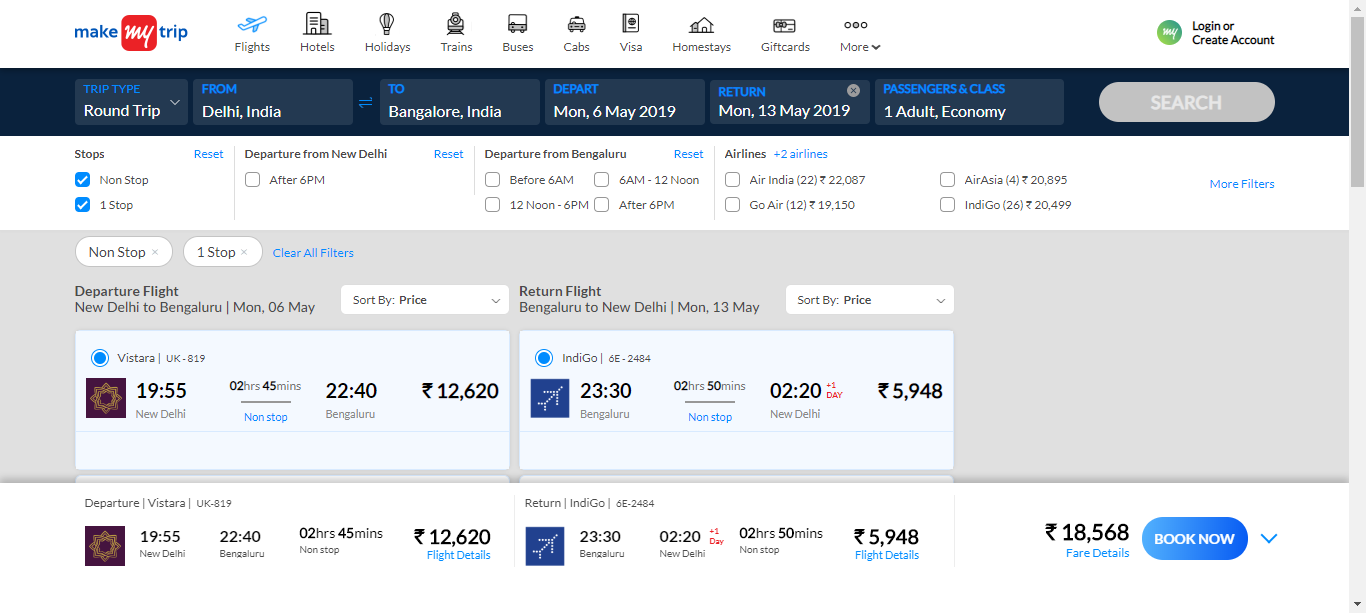 make my trip
Flights
Hotels
Holidays
Trains
Buses
Cabs
Visa
Homestays
Giftcards
More
my
Login or
Create Account
TRIP TYPE
Round Trip
FROM
Delhi, India
TO
Bangalore, India
DEPART
Mon, 6 May 2019
RETURN
Mon, 13 May 2019
PASSENGERS & CLASS
1 Adult, Economy
SEARCH
Stops
Reset
Non Stop
1 Stop
Departure from New Delhi
Reset
After 6PM
Departure from Bengaluru
Reset
Before 6AM
6AM - 12 Noon
12 Noon - 6PM
After 6PM
Airlines +2 airlines
Air India (22) ₹ 22,087
AirAsia (4) ₹ 20,895
Go Air (12) ₹ 19,150
IndiGo (26) ₹ 20,499
More Filters
Non Stop ×
1 Stop ×
Clear All Filters
Departure Flight
New Delhi to Bengaluru | Mon, 06 May
Sort By: Price
Return Flight
Bengaluru to New Delhi | Mon, 13 May
Sort By: Price
Vistara | UK - 819
19:55
New Delhi
02hrs 45mins
Non stop
22:40
Bengaluru
₹ 12,620
IndiGo | 6E - 2484
23:30
Bengaluru
02hrs 50mins
Non stop
02:20 +1 DAY
New Delhi
₹ 5,948
Departure | Vistara | UK-819
19:55
New Delhi
22:40
Bengaluru
02hrs 45mins
Non stop
₹ 12,620
Flight Details
Return | IndiGo | 6E-2484
23:30
Bengaluru
02:20 +1 Day
New Delhi
02hrs 50mins
Non stop
₹ 5,948
Flight Details
₹ 18,568
Fare Details
BOOK NOW